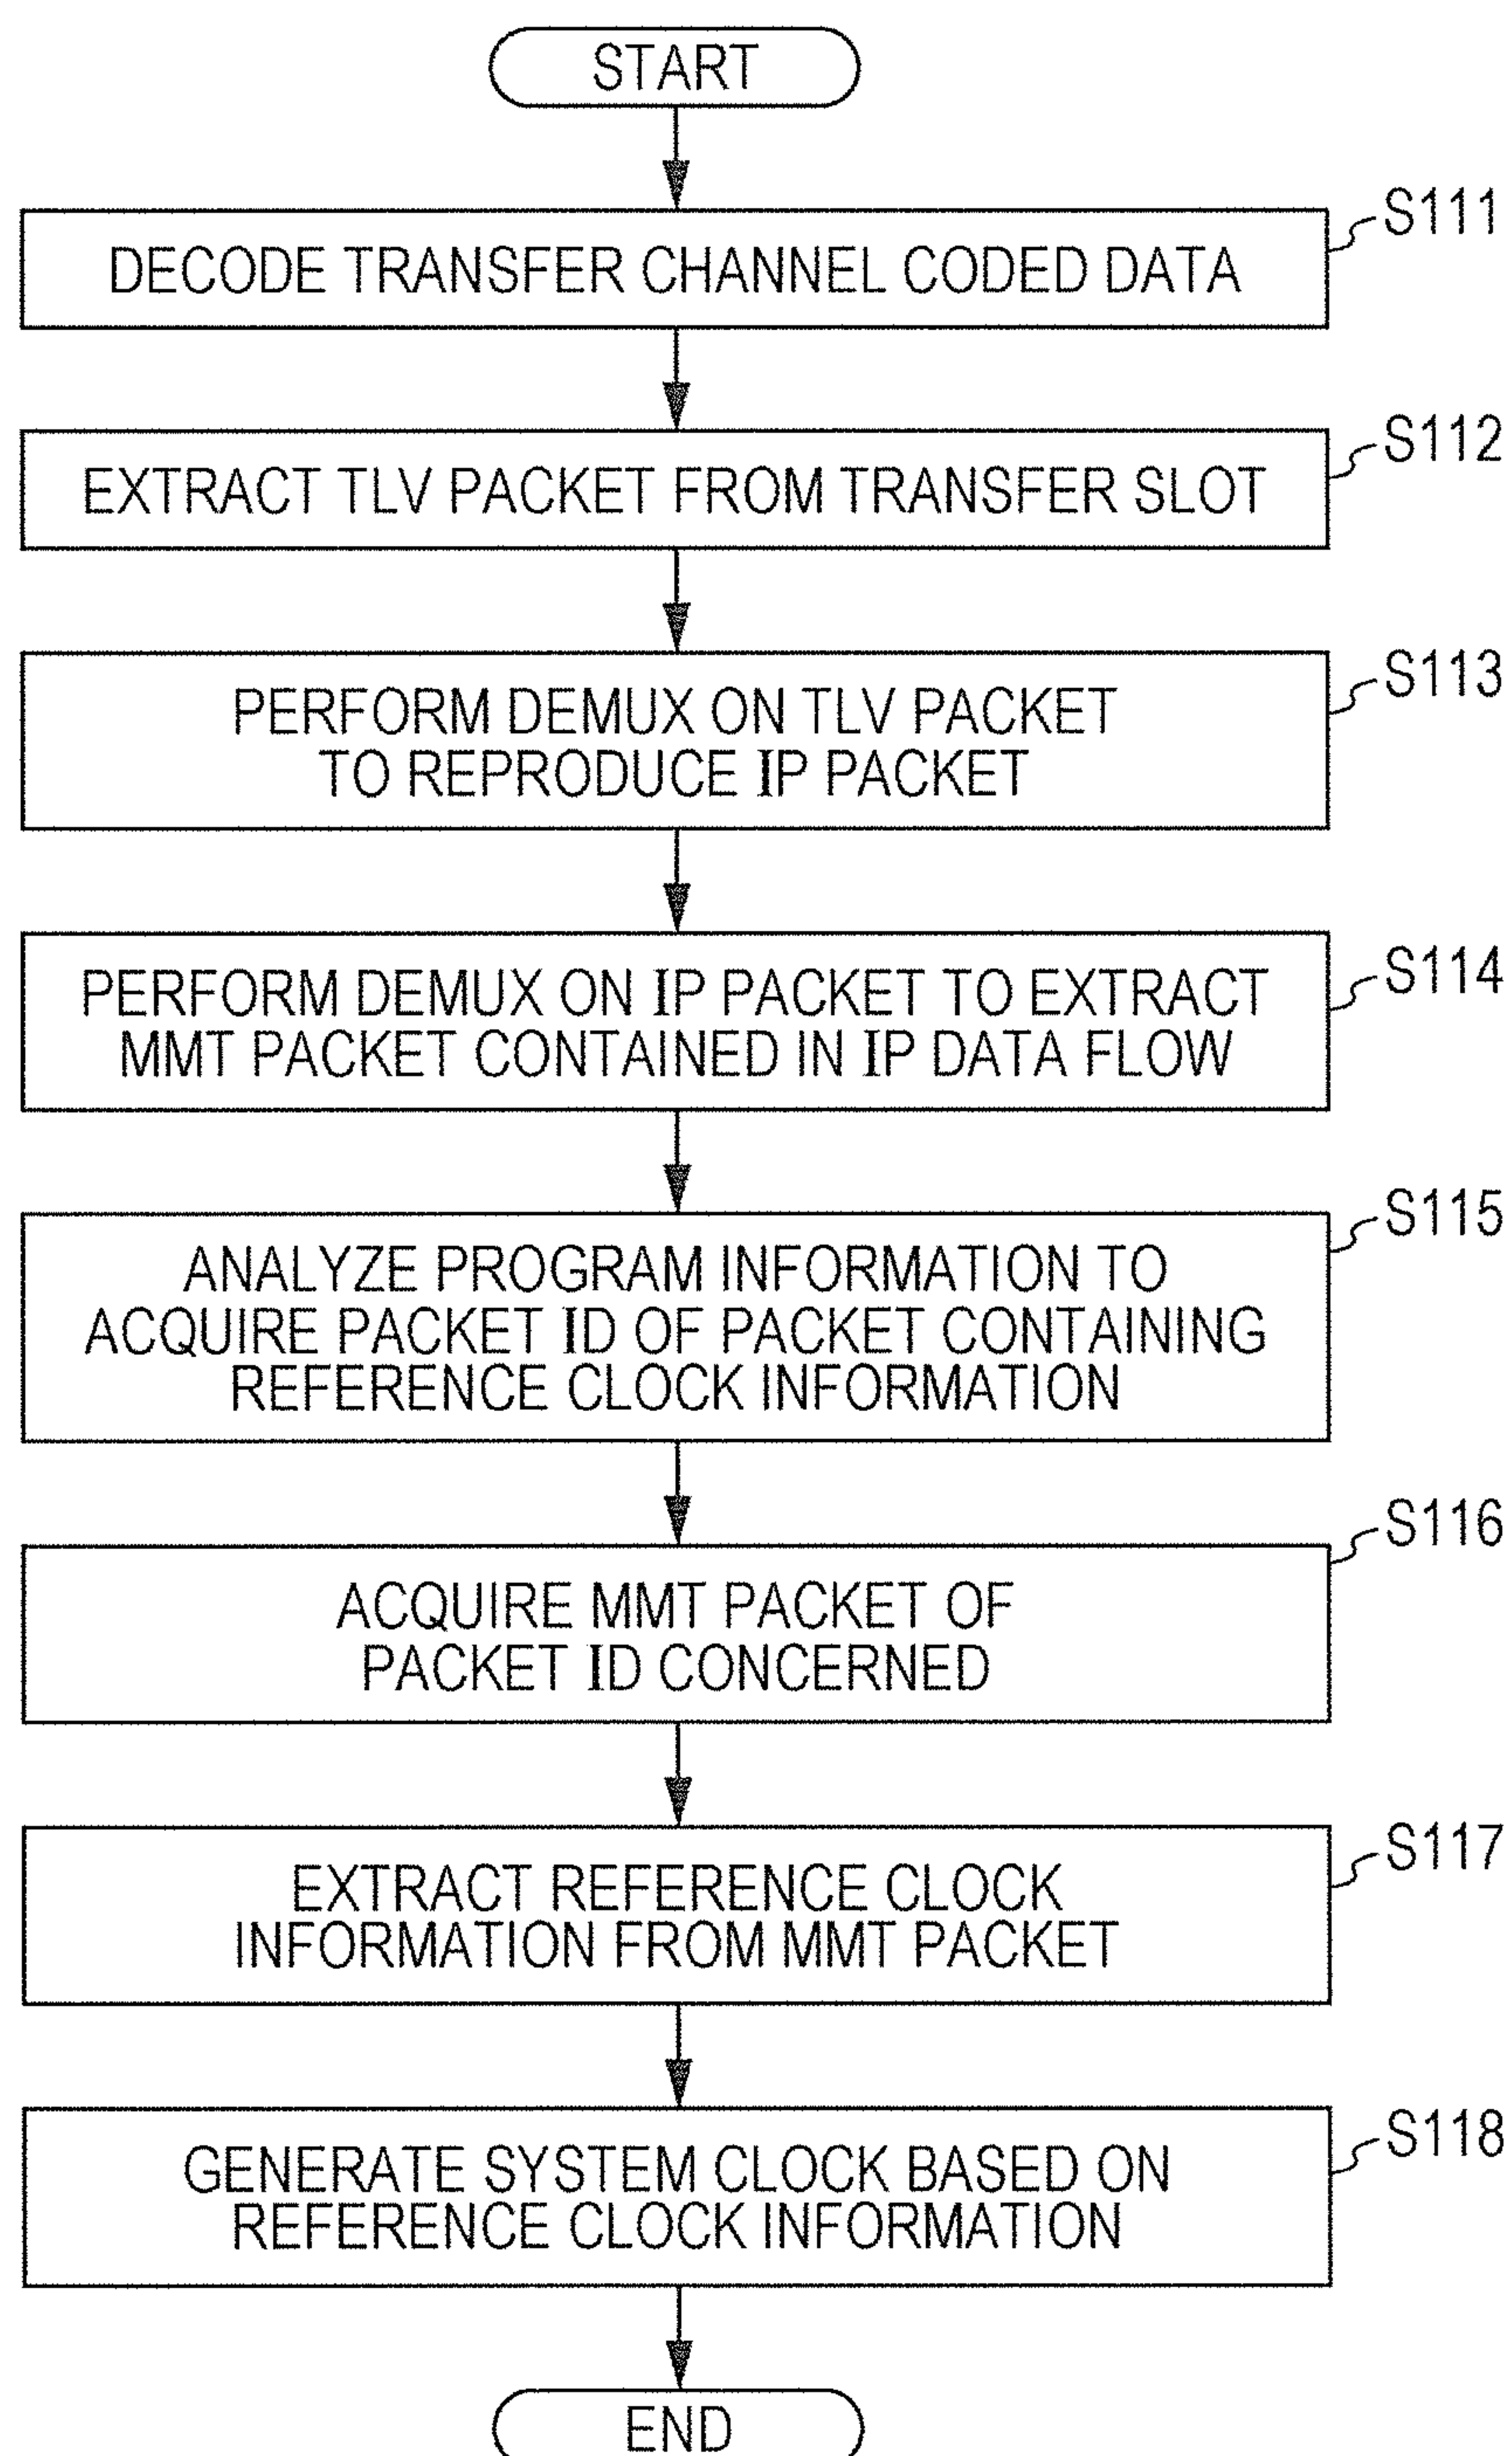 START
S111
DECODE TRANSFER CHANNEL CODED DATA
S112
EXTRACT TLV PACKET FROM TRANSFER SLOT
S113
PERFORM DEMUX ON TLV PACKET
TO REPRODUCE IP PACKET
S114
PERFORM DEMUX ON IP PACKET TO EXTRACT
MMT PACKET CONTAINED IN IP DATA FLOW
S115
ANALYZE PROGRAM INFORMATION TO
ACQUIRE PACKET ID OF PACKET CONTAINING
REFERENCE CLOCK INFORMATION
S116
ACQUIRE MMT PACKET OF
PACKET ID CONCERNED
S117
EXTRACT REFERENCE CLOCK
INFORMATION FROM MMT PACKET
S118
GENERATE SYSTEM CLOCK BASED ON
REFERENCE CLOCK INFORMATION
END